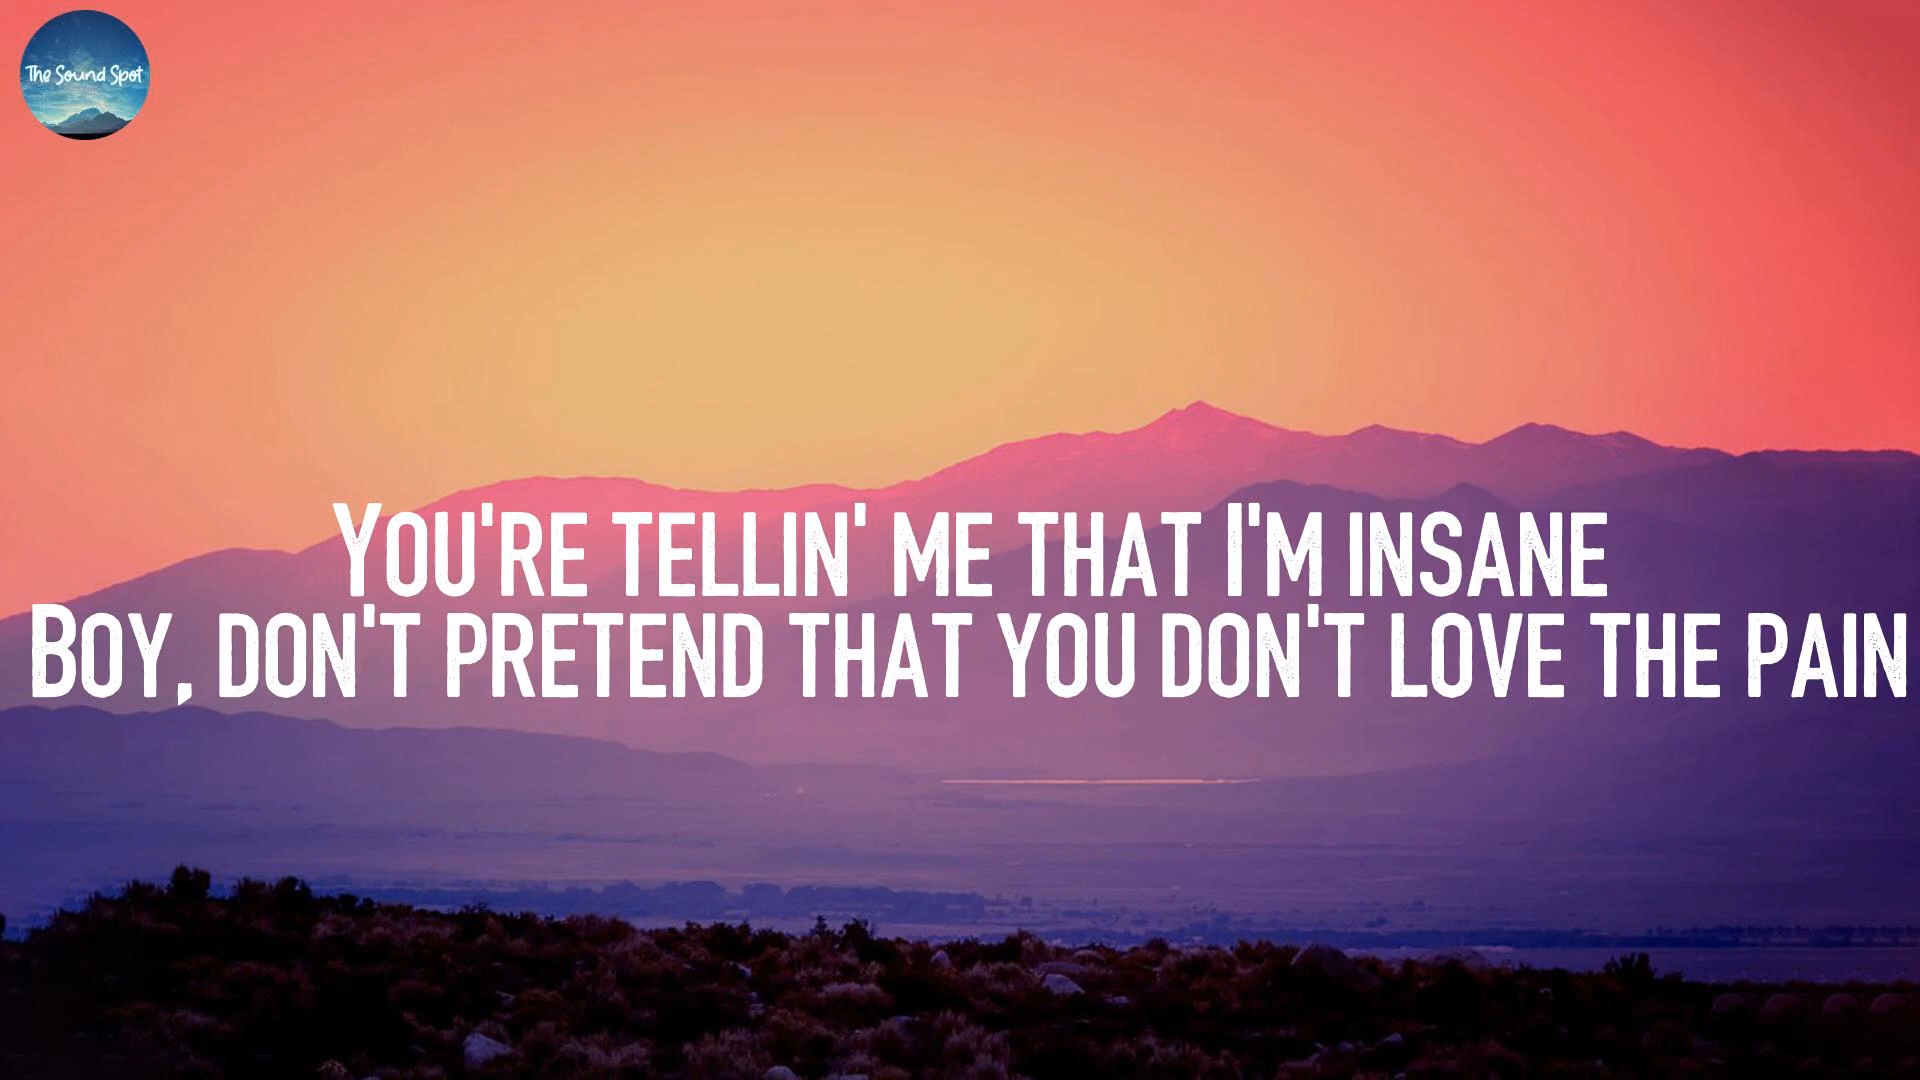 The Sound Spot
You're tellin' me that I'm insane
Boy, don't pretend that you don't love the pain